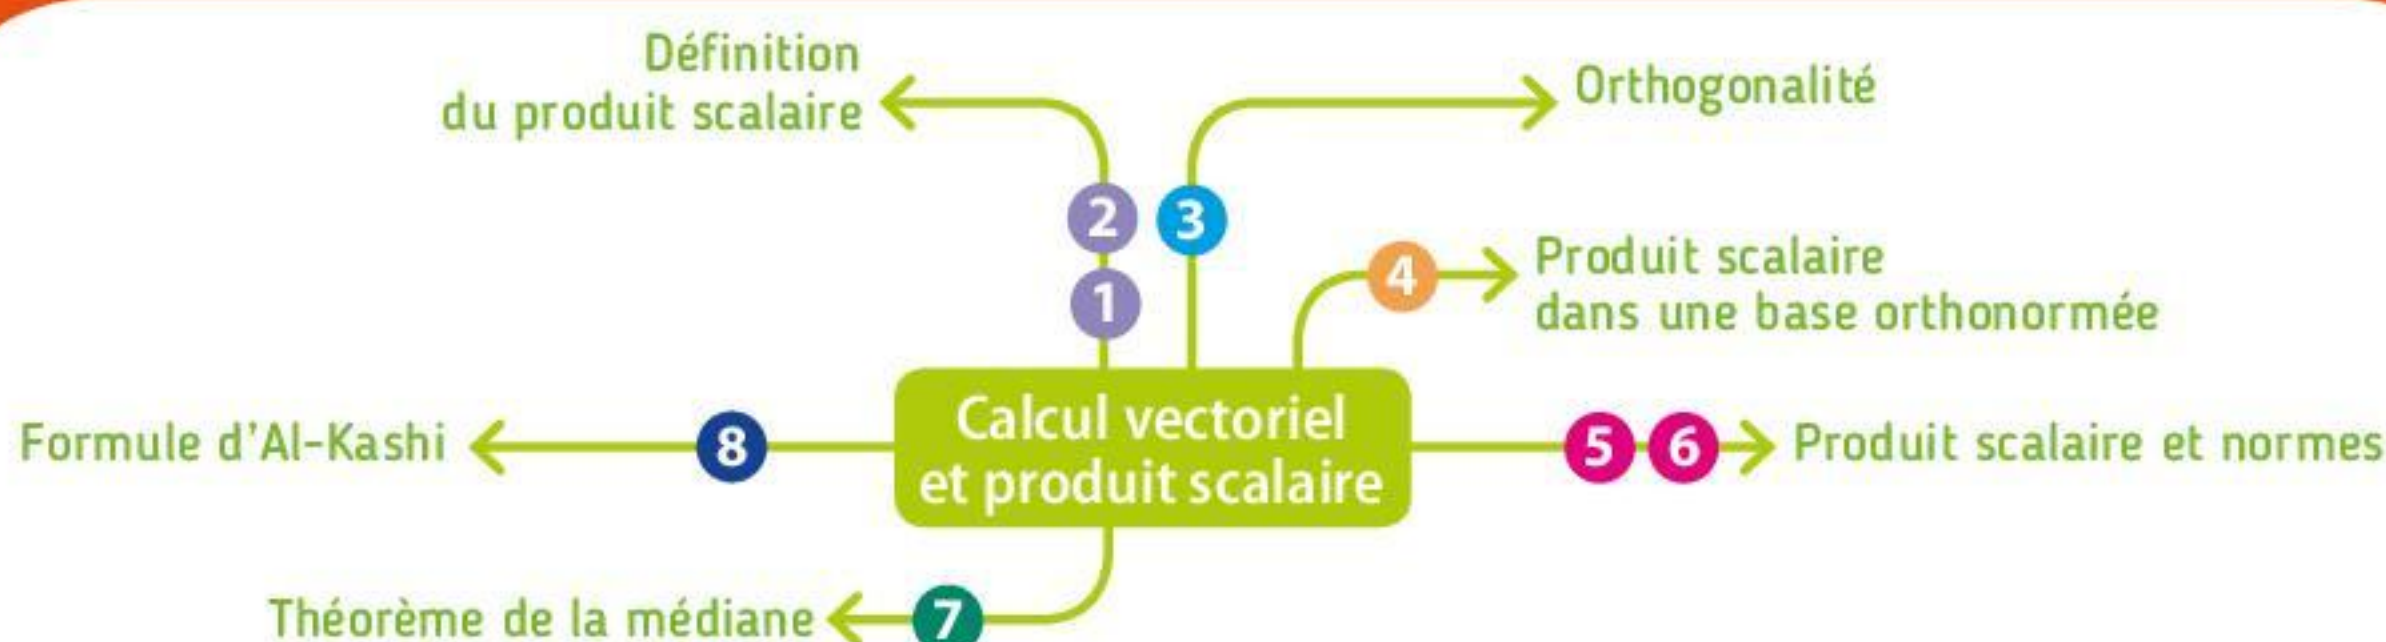 Définition
du produit scalaire
Orthogonalité
2
3
1
4
Produit scalaire
dans une base orthonormée
Formule d'Al-Kashi
8
Calcul vectoriel
et produit scalaire
5
6
Produit scalaire et normes
Théorème de la médiane
7